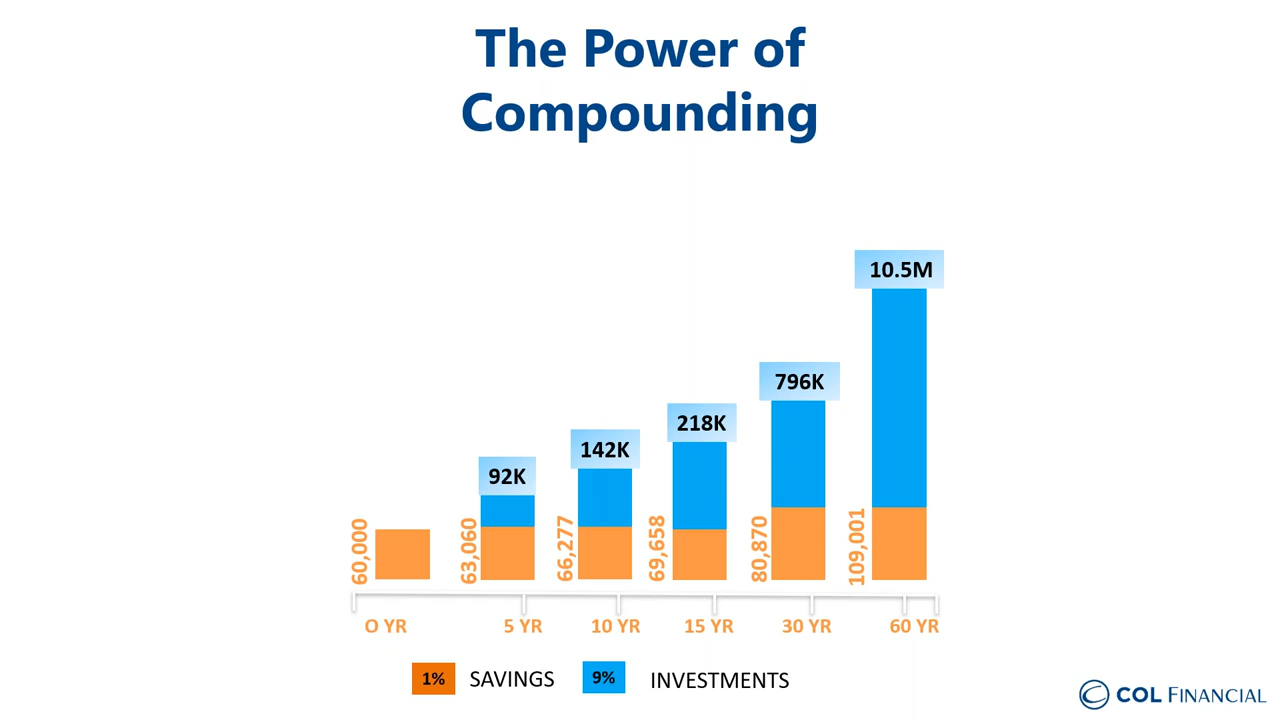 The Power of
Compounding
10.5M
796K
218K
142K
92K
60,000
63,060
66,277
69,658
80,870
109,001
O YR
5 YR
10 YR
15 YR
30 YR
60 YR
1% SAVINGS
9% INVESTMENTS
COL FINANCIAL